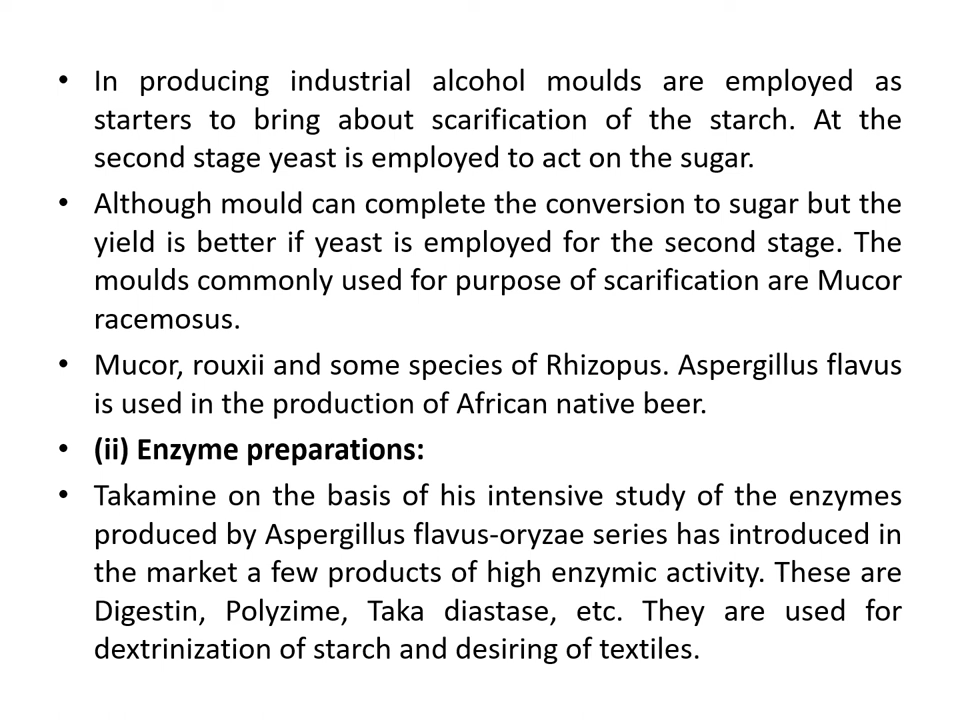 • In producing industrial alcohol moulds are employed as
starters to bring about scarification of the starch. At the
second stage yeast is employed to act on the sugar.
• Although mould can complete the conversion to sugar but the
yield is better if yeast is employed for the second stage. The
moulds commonly used for purpose of scarification are Mucor
racemosus.
• Mucor, rouxii and some species of Rhizopus. Aspergillus flavus
is used in the production of African native beer.
• (ii) Enzyme preparations:
• Takamine on the basis of his intensive study of the enzymes
produced by Aspergillus flavus-oryzae series has introduced in
the market a few products of high enzymic activity. These are
Digestin, Polyzime, Taka diastase, etc. They are used for
dextrinization of starch and desiring of textiles.